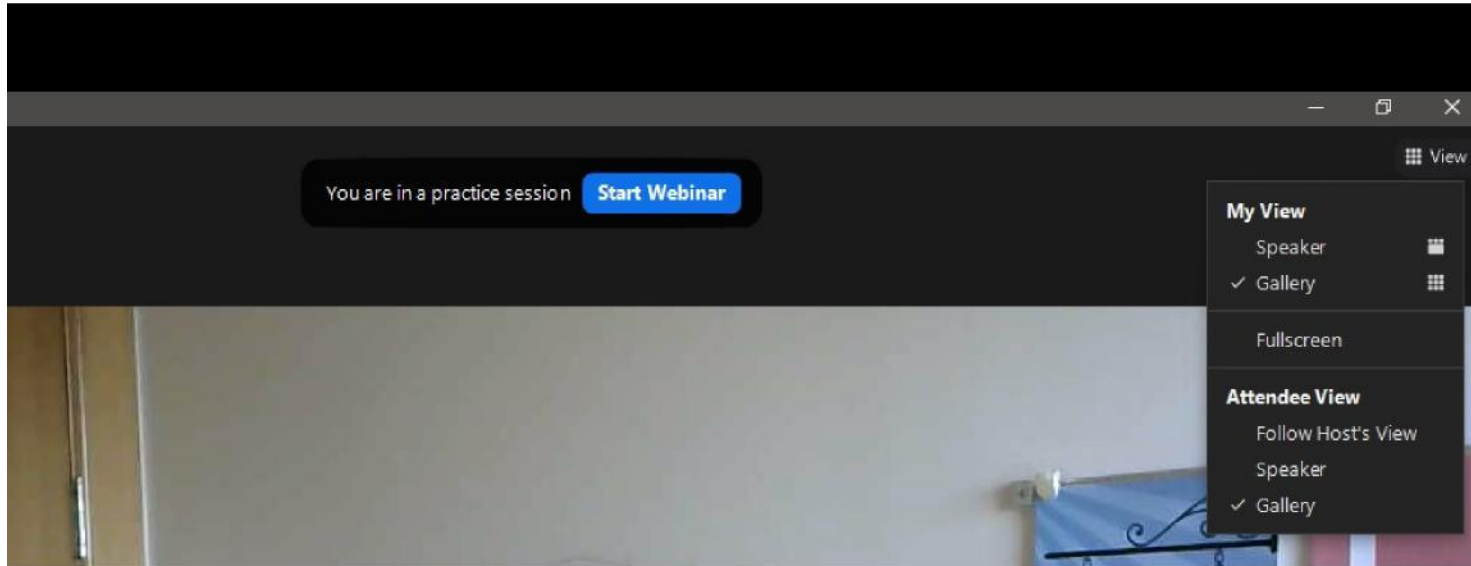 View
You are in a practice session Start Webinar
My View
Speaker
✓ Gallery
Fullscreen
Attendee View
Follow Host's View
Speaker
✓ Gallery